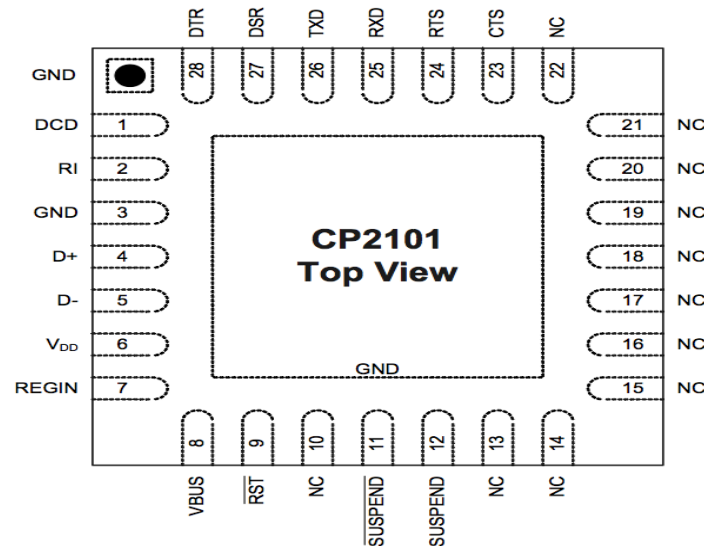 DTR DSR TXD RXD RTS CTS NC
28 27 26 25 24 23 22
GND
DCD 1
RI 2
GND 3
D+ 4
D- 5
VDD 6
REGIN 7
CP2101
Top View
GND
21 NC
20 NC
19 NC
18 NC
17 NC
16 NC
15 NC
8 9 10 11 12 13 14
VBUS RST NC SUSPEND SUSPEND NC NC